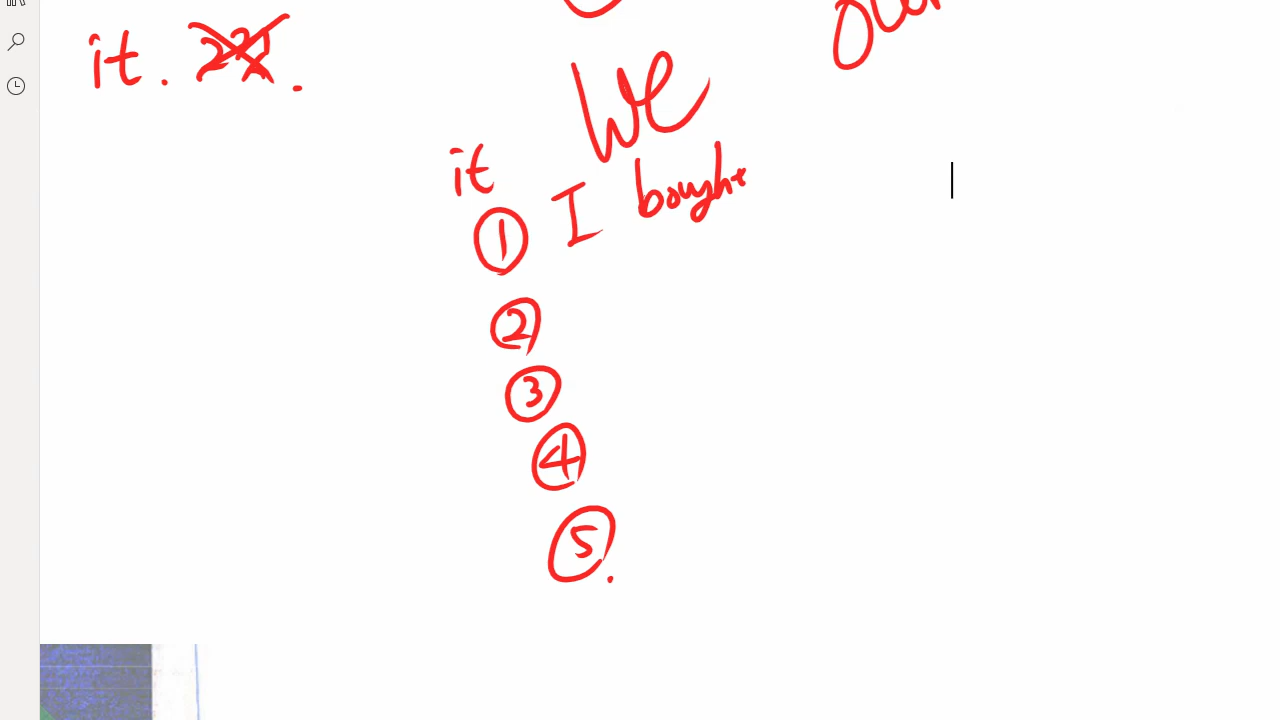 it.
We
it
① I bought
②
③
④
⑤.